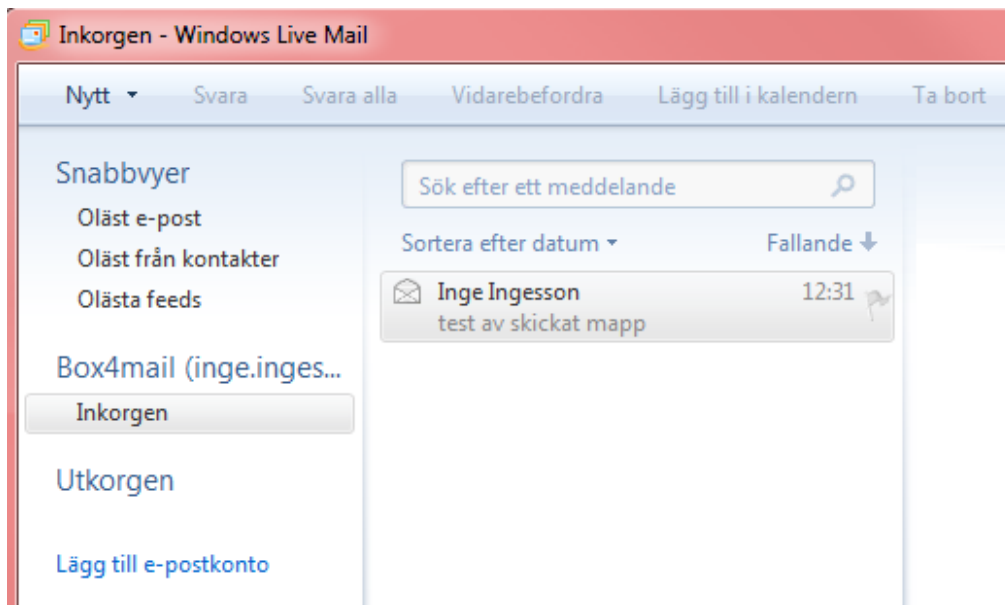 Inkorgen - Windows Live Mail
Nytt Svara Svara alla Vidarebefordra Lägg till i kalendern Ta bort
Snabbvyer
Oläst e-post
Oläst från kontakter
Olästa feeds
Box4mail (inge.inges...
Inkorgen
Utkorgen
Lägg till e-postkonto
Sök efter ett meddelande
Sortera efter datum Fallande
Inge Ingesson 12:31
test av skickat mapp